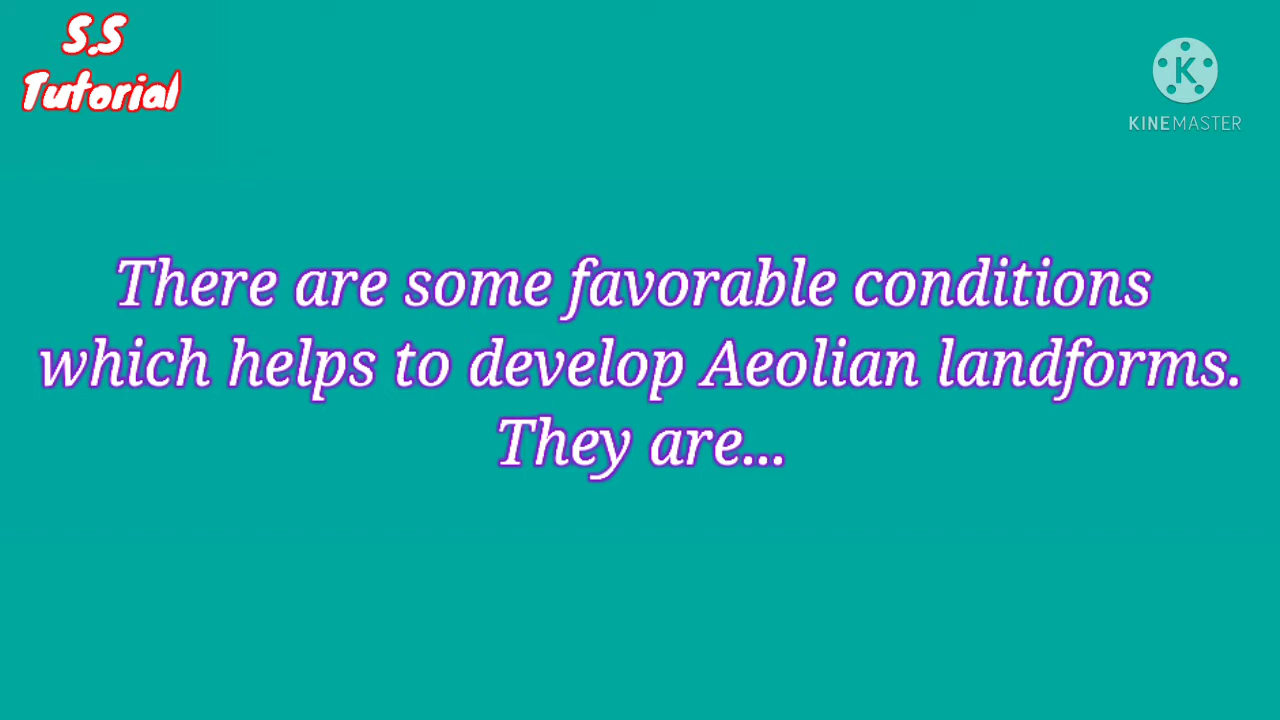 S.S
Tutorial
K
KINEMASTER
There are some favorable conditions
which helps to develop Aeolian landforms.
They are...